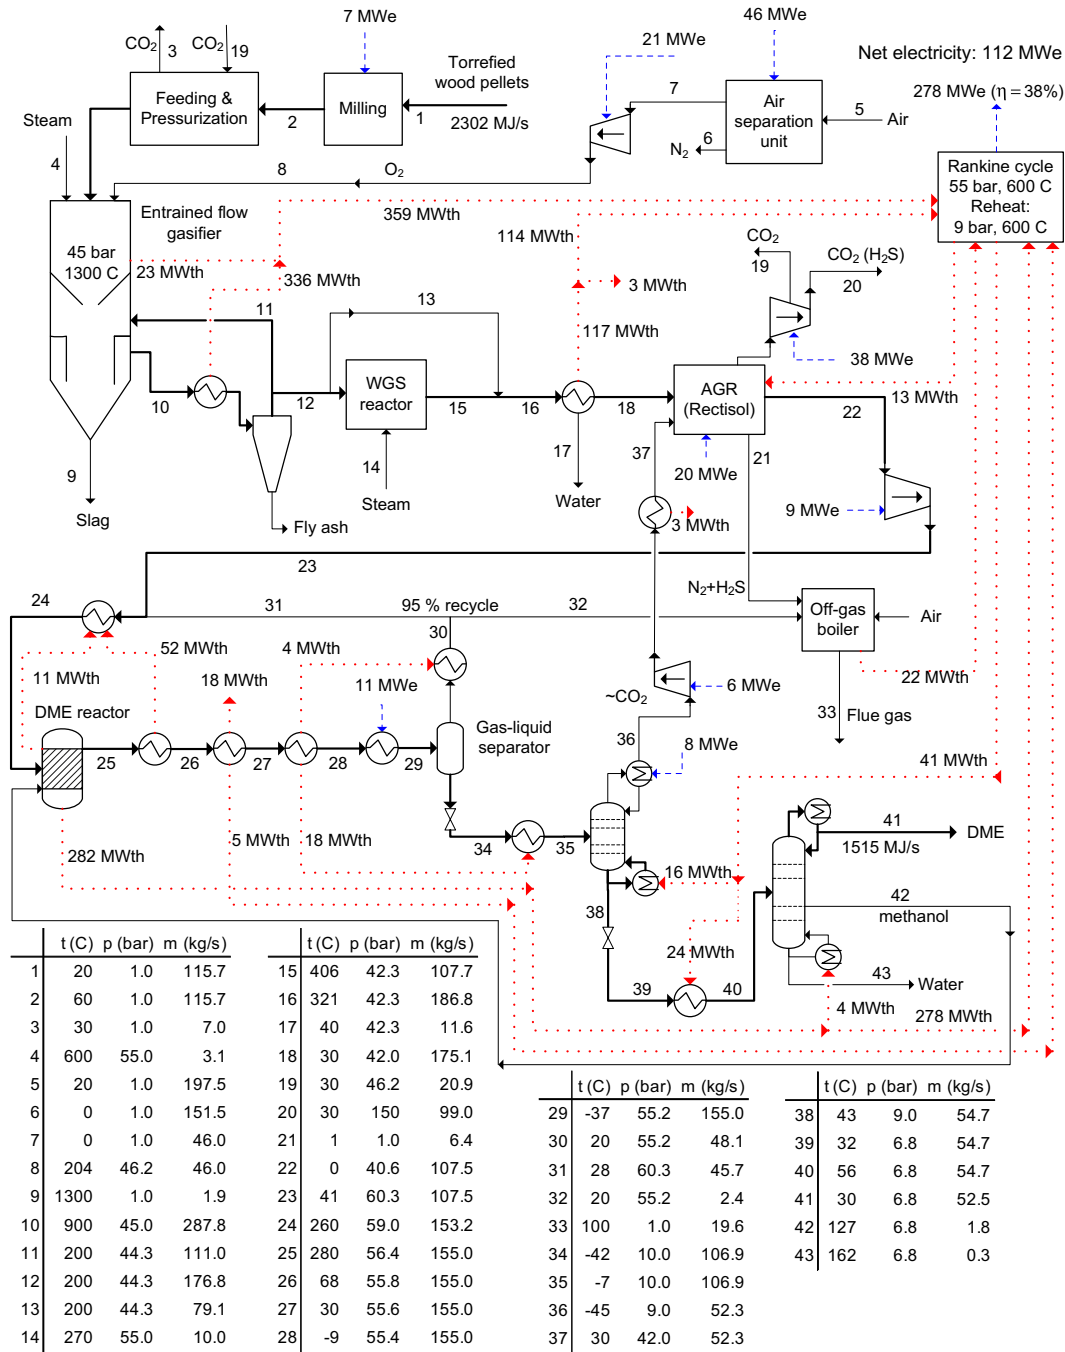 7 MWe
46 MWe
21 MWe
Net electricity: 112 MWe
CO₂
3
CO₂
19
Torrefied
wood pellets
2302 MJ/s
Feeding &
Pressurization
2
Milling
1
7
Air
separation
unit
5
Air
6
N₂
278 MWe (η = 38%)
Steam
4
8
O₂
Rankine cycle
55 bar, 600 C
Reheat:
9 bar, 600 C
Entrained flow
gasifier
359 MWth
45 bar
1300 C
23 MWth
336 MWth
114 MWth
CO₂
19
CO₂ (H₂S)
20
3 MWth
11
13
117 MWth
38 MWe
WGS
reactor
AGR
(Rectisol)
13 MWth
10
12
15
16
18
22
37
21
17
14
20 MWe
9
Slag
Steam
Water
Fly ash
3 MWth
9 MWe
23
N₂+H₂S
24
31
95 % recycle
32
30
Off-gas
boiler
Air
52 MWth
4 MWth
11 MWth
18 MWth
11 MWe
~CO₂
6 MWe
22 MWth
DME reactor
Gas-liquid
separator
33
Flue gas
36
8 MWe
25
26
27
28
29
41 MWth
41
DME
1515 MJ/s
282 MWth
5 MWth
18 MWth
34
35
16 MWth
42
methanol
38
24 MWth
39
40
43
Water
4 MWth
278 MWth
t (C) p (bar) m (kg/s)
1 20 1.0 115.7
2 60 1.0 115.7
3 30 1.0 7.0
4 600 55.0 3.1
5 20 1.0 197.5
6 0 1.0 151.5
7 0 1.0 46.0
8 204 46.2 46.0
9 1300 1.0 1.9
10 900 45.0 287.8
11 200 44.3 111.0
12 200 44.3 176.8
13 200 44.3 79.1
14 270 55.0 10.0
t (C) p (bar) m (kg/s)
15 406 42.3 107.7
16 321 42.3 186.8
17 40 42.3 11.6
18 30 42.0 175.1
19 30 46.2 20.9
20 30 150 99.0
21 1 1.0 6.4
22 0 40.6 107.5
23 41 60.3 107.5
24 260 59.0 153.2
25 280 56.4 155.0
26 68 55.8 155.0
27 30 55.6 155.0
28 -9 55.4 155.0
t (C) p (bar) m (kg/s)
29 -37 55.2 155.0
30 20 55.2 48.1
31 28 60.3 45.7
32 20 55.2 2.4
33 100 1.0 19.6
34 -42 10.0 106.9
35 -7 10.0 106.9
36 -45 9.0 52.3
37 30 42.0 52.3
t (C) p (bar) m (kg/s)
38 43 9.0 54.7
39 32 6.8 54.7
40 56 6.8 54.7
41 30 6.8 52.5
42 127 6.8 1.8
43 162 6.8 0.3